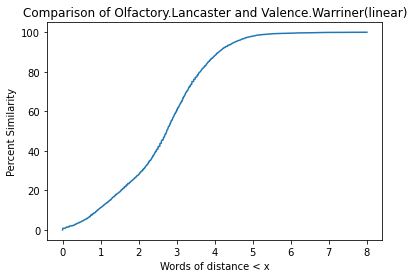 Comparison of Olfactory.Lancaster and Valence.Warriner(linear)
100
80
60
40
20
0
Percent Similarity
0 1 2 3 4 5 6 7 8
Words of distance < x